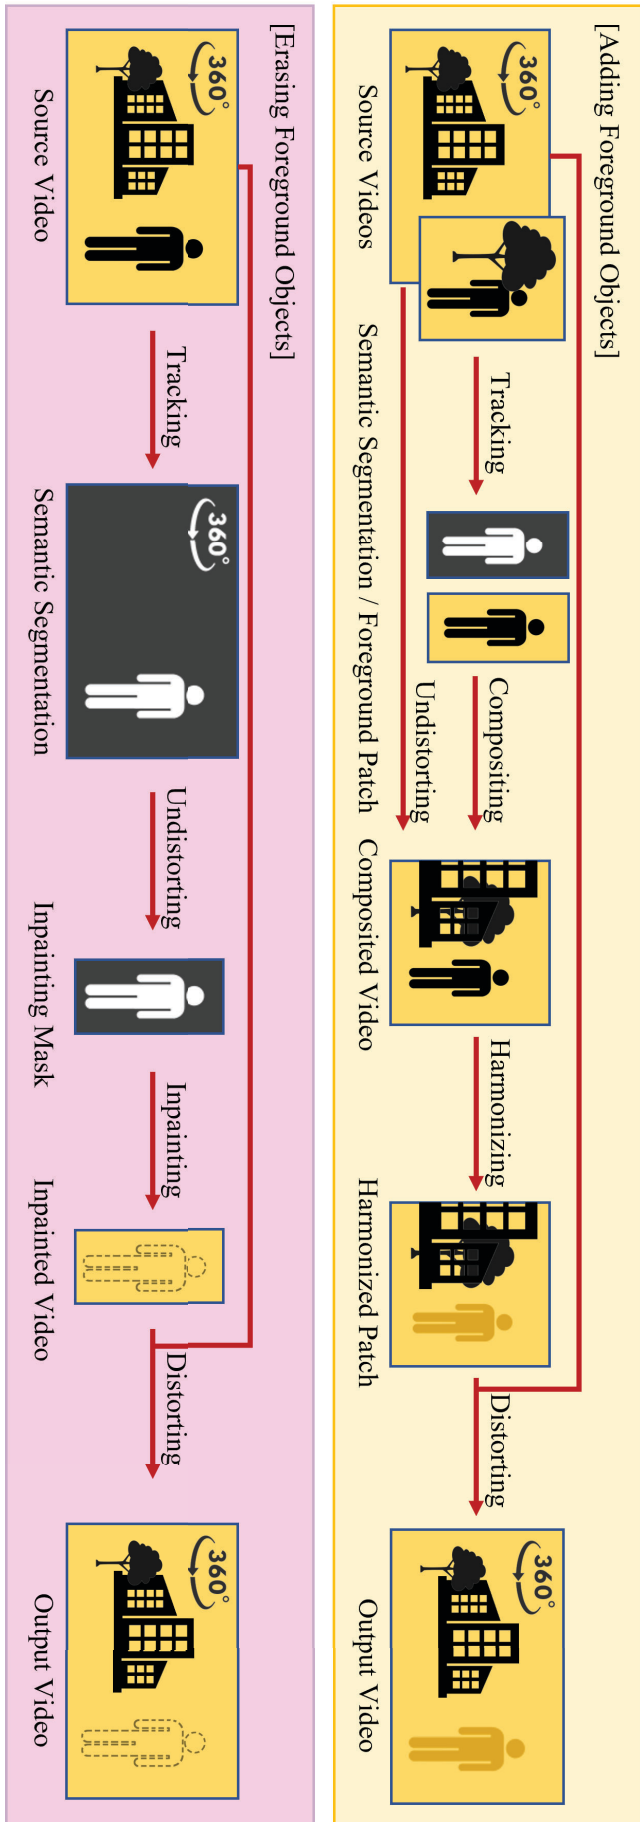 [Adding Foreground Objects]
360°
Source Videos
Tracking
Semantic Segmentation / Foreground Patch
Compositing
Undistorting
Composited Video
Harmonizing
Harmonized Patch
Distorting
360°
Output Video
[Erasing Foreground Objects]
360°
Source Video
Tracking
360°
Semantic Segmentation
Undistorting
Inpainting Mask
Inpainting
Inpainted Video
Distorting
360°
Output Video